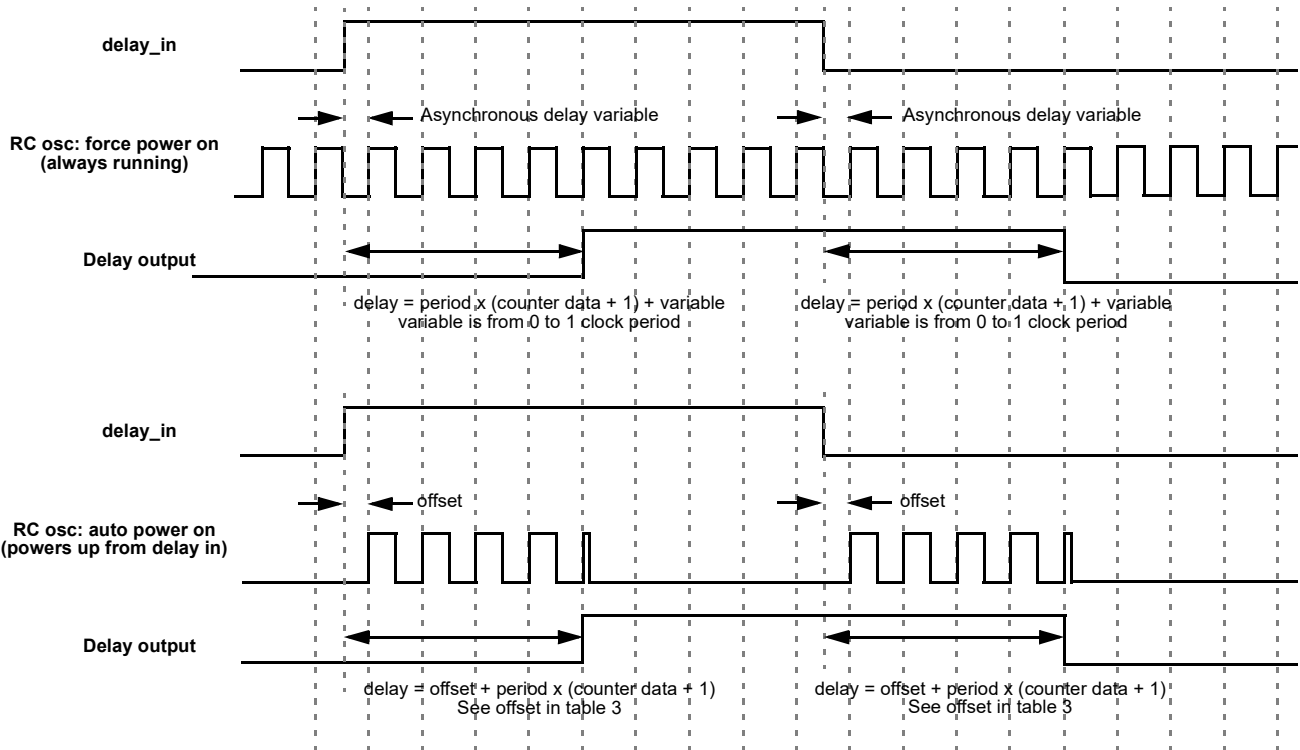 delay_in
Asynchronous delay variable
Asynchronous delay variable
RC osc: force power on
(always running)
Delay output
delay = period x (counter data + 1) + variable
variable is from 0 to 1 clock period
delay = period x (counter data + 1) + variable
variable is from 0 to 1 clock period
delay_in
offset
offset
RC osc: auto power on
(powers up from delay in)
Delay output
delay = offset + period x (counter data + 1)
See offset in table 3
delay = offset + period x (counter data + 1)
See offset in table 3